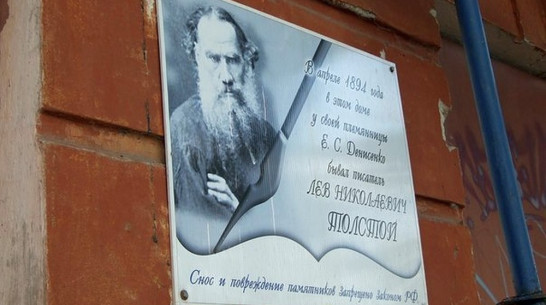 В апреле 1894 года
в этом доме
у своей племянницы
Е. С. Денисенко
бывал писатель
ЛЕВ НИКОЛАЕВИЧ
ТОЛСТОЙ
Снос и повреждение памятников Запрещено Законом РФ